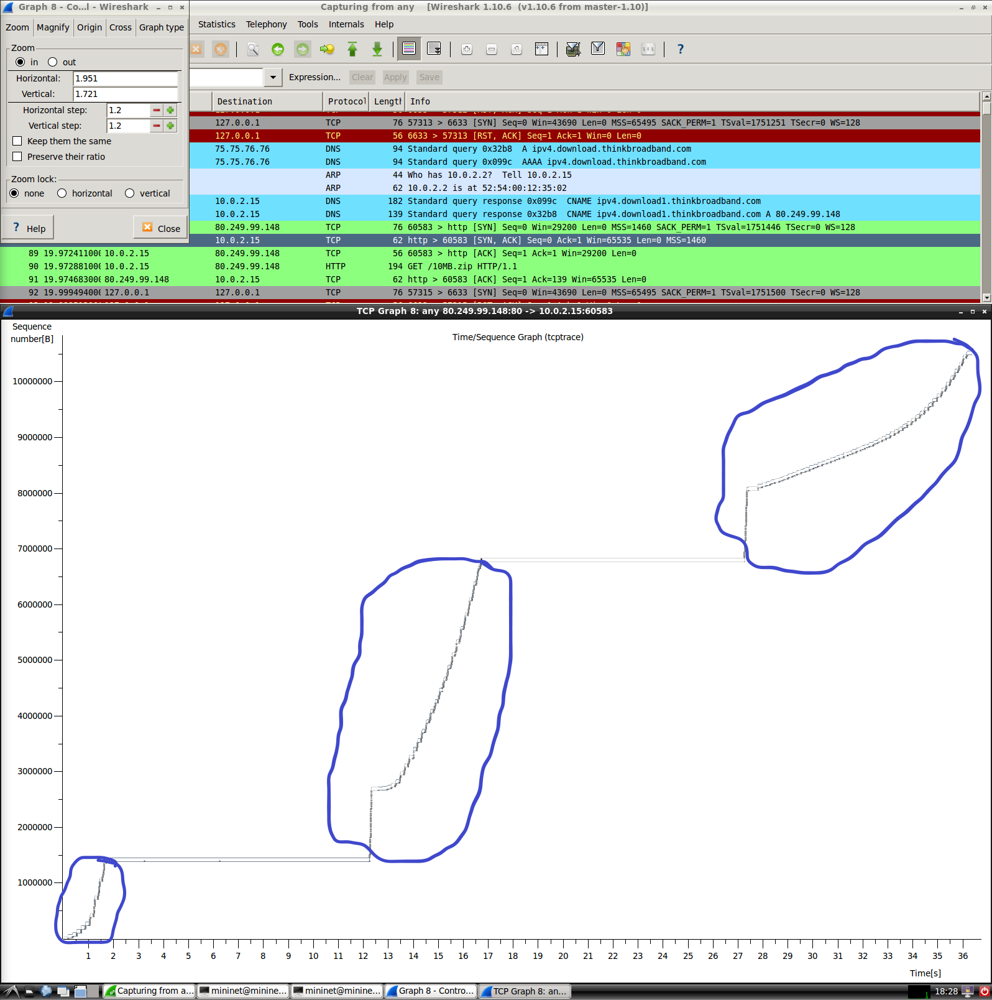 Graph 8 - Co...l - Wireshark
Capturing from any [Wireshark 1.10.6 (v1.10.6 from master-1.10)]
Zoom Magnify Origin Cross Graph type
Statistics Telephony Tools Internals Help
Zoom
in out
Horizontal: 1.951
Vertical: 1.721
Horizontal step: 1.2
Vertical step: 1.2
Keep them the same
Preserve their ratio
Zoom lock:
none horizontal vertical
Help Close
Expression... Clear Apply Save
Destination Protocol Length Info
127.0.0.1 TCP 76 57313 > 6633 [SYN] Seq=0 Win=43690 Len=0 MSS=65495 SACK_PERM=1 TSval=1751251 TSecr=0 WS=128
127.0.0.1 TCP 56 6633 > 57313 [RST, ACK] Seq=1 Ack=1 Win=0 Len=0
75.75.76.76 DNS 94 Standard query 0x32b8 A ipv4.download.thinkbroadband.com
75.75.76.76 DNS 94 Standard query 0x099c AAAA ipv4.download.thinkbroadband.com
ARP 44 Who has 10.0.2.2? Tell 10.0.2.15
ARP 62 10.0.2.2 is at 52:54:00:12:35:02
10.0.2.15 DNS 182 Standard query response 0x099c CNAME ipv4.download1.thinkbroadband.com
10.0.2.15 DNS 139 Standard query response 0x32b8 CNAME ipv4.download1.thinkbroadband.com A 80.249.99.148
80.249.99.148 TCP 76 60583 > http [SYN] Seq=0 Win=29200 Len=0 MSS=1460 SACK_PERM=1 TSval=1751446 TSecr=0 WS=128
10.0.2.15 TCP 62 http > 60583 [SYN, ACK] Seq=0 Ack=1 Win=65535 Len=0 MSS=1460
89 19.972411000 10.0.2.15 80.249.99.148 TCP 56 60583 > http [ACK] Seq=1 Ack=1 Win=29200 Len=0
90 19.972881000 10.0.2.15 80.249.99.148 HTTP 194 GET /10MB.zip HTTP/1.1
91 19.974683000 80.249.99.148 10.0.2.15 TCP 62 http > 60583 [ACK] Seq=1 Ack=139 Win=65535 Len=0
92 19.999494000 127.0.0.1 127.0.0.1 TCP 76 57315 > 6633 [SYN] Seq=0 Win=43690 Len=0 MSS=65495 SACK_PERM=1 TSval=1751500 TSecr=0 WS=128
TCP Graph 8: any 80.249.99.148:80 -> 10.0.2.15:60583
Sequence
number[B]
Time/Sequence Graph (tcptrace)
10000000
9000000
8000000
7000000
6000000
5000000
4000000
3000000
2000000
1000000
1 2 3 4 5 6 7 8 9 10 11 12 13 14 15 16 17 18 19 20 21 22 23 24 25 26 27 28 29 30 31 32 33 34 35 36
Time[s]
Capturing from a... mininet@minine... mininet@minine... Graph 8 - Contro... TCP Graph 8: an... 18:28